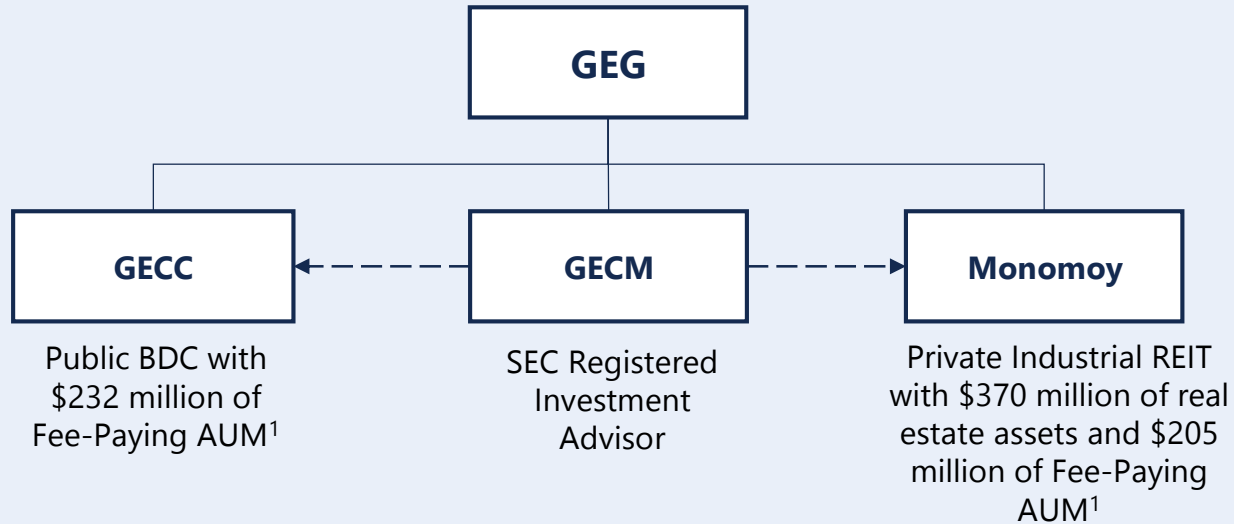 GEG
GECC
GECM
Monomoy
Public BDC with
$232 million of
Fee-Paying AUM¹
SEC Registered
Investment
Advisor
Private Industrial REIT
with $370 million of real
estate assets and $205
million of Fee-Paying
AUM¹